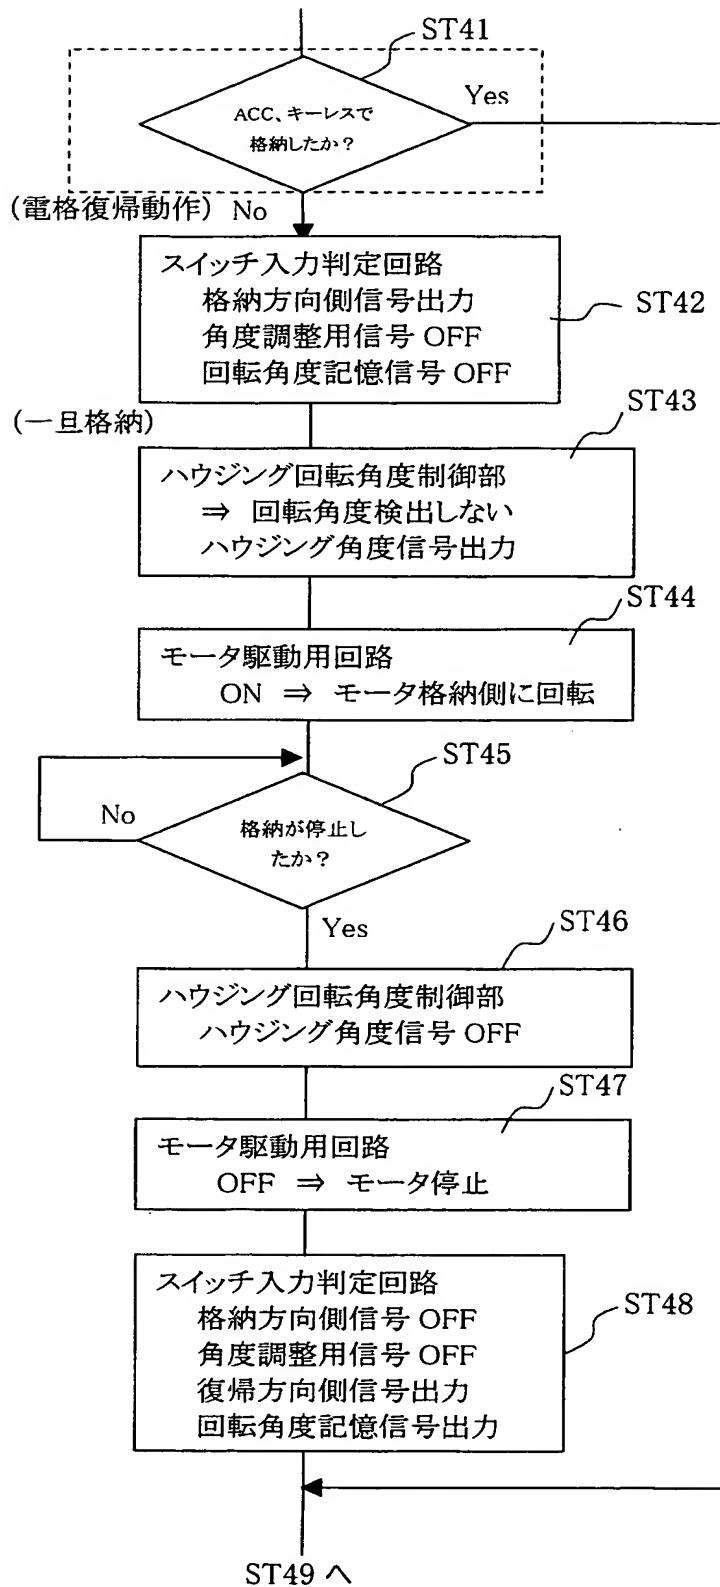 ST41
ACC、キーレスで
格納したか？
Yes
(電格復帰動作) No
スイッチ入力判定回路
格納方向側信号出力
角度調整用信号 OFF
回転角度記憶信号 OFF
ST42
(一旦格納)
ST43
ハウジング回転角度制御部
⇒ 回転角度検出しない
ハウジング角度信号出力
ST44
モータ駆動用回路
ON ⇒ モータ格納側に回転
ST45
No
格納が停止し
たか？
Yes
ST46
ハウジング回転角度制御部
ハウジング角度信号 OFF
ST47
モータ駆動用回路
OFF ⇒ モータ停止
スイッチ入力判定回路
格納方向側信号 OFF
角度調整用信号 OFF
復帰方向側信号出力
回転角度記憶信号出力
ST48
ST49 へ